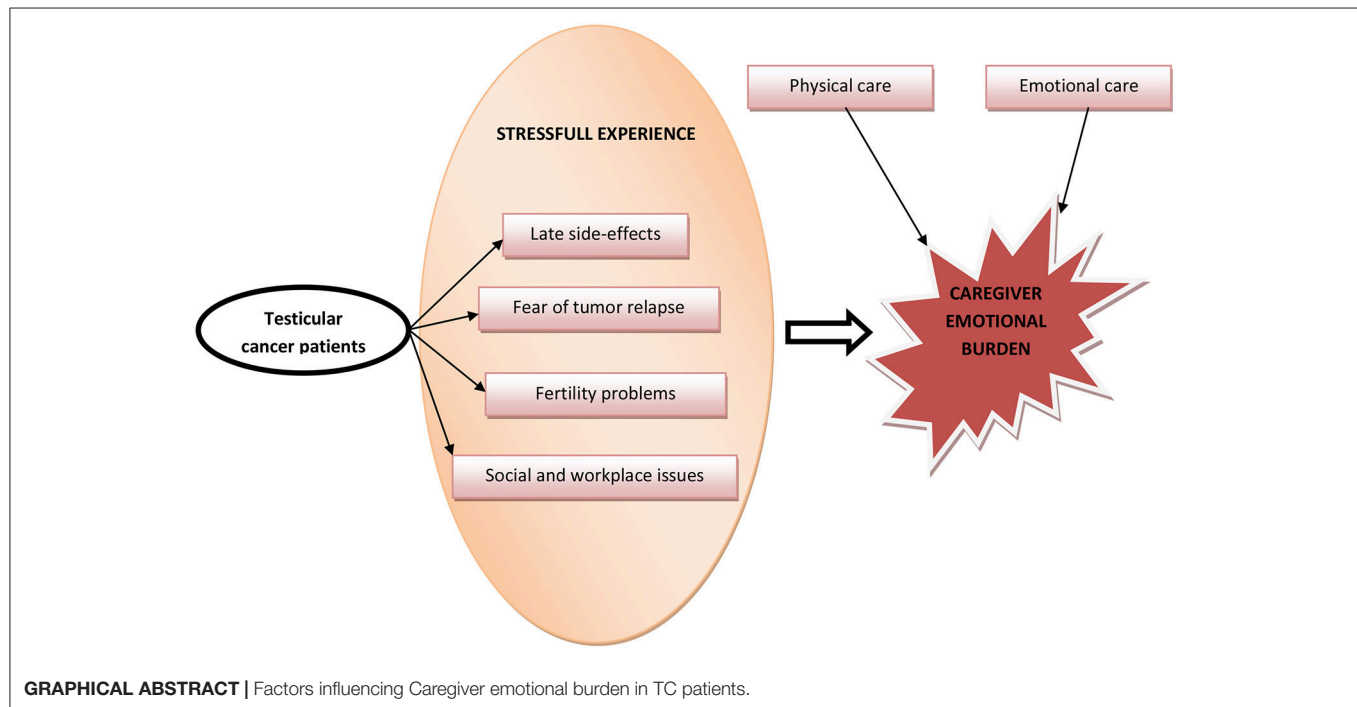 Physical care
Emotional care
STRESSFULL EXPERIENCE
Late side-effects
Fear of tumor relapse
Testicular
cancer patients
Fertility problems
Social and workplace issues
CAREGIVER
EMOTIONAL
BURDEN
GRAPHICAL ABSTRACT | Factors influencing Caregiver emotional burden in TC patients.